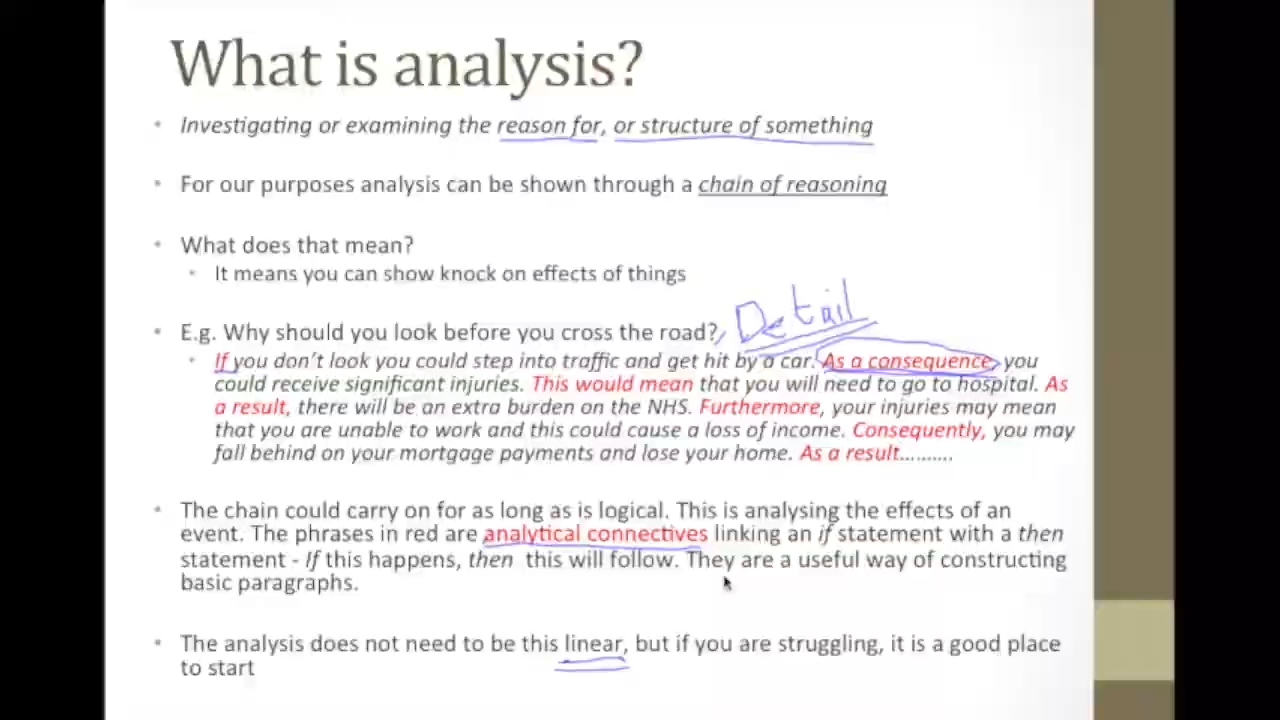 What is analysis?
• Investigating or examining the reason for, or structure of something
• For our purposes analysis can be shown through a chain of reasoning
• What does that mean?
• It means you can show knock on effects of things
Detail
• E.g. Why should you look before you cross the road?
• If you don't look you could step into traffic and get hit by a car. As a consequence, you
could receive significant injuries. This would mean that you will need to go to hospital. As
a result, there will be an extra burden on the NHS. Furthermore, your injuries may mean
that you are unable to work and this could cause a loss of income. Consequently, you may
fall behind on your mortgage payments and lose your home. As a result..........
• The chain could carry on for as long as is logical. This is analysing the effects of an
event. The phrases in red are analytical connectives linking an if statement with a then
statement - If this happens, then this will follow. They are a useful way of constructing
basic paragraphs.
• The analysis does not need to be this linear, but if you are struggling, it is a good place
to start